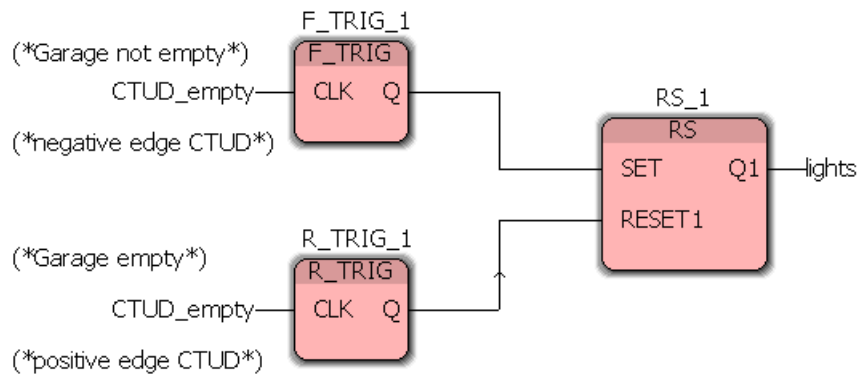 F_TRIG_1
(*Garage not empty*)
F_TRIG
CTUD_empty
CLK Q
(*negative edge CTUD*)
RS_1
RS
SET Q1
lights
RESET1
R_TRIG_1
(*Garage empty*)
R_TRIG
CTUD_empty
CLK Q
(*positive edge CTUD*)